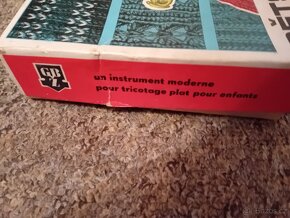 un instrument moderne
pour tricotage plat pour enfants